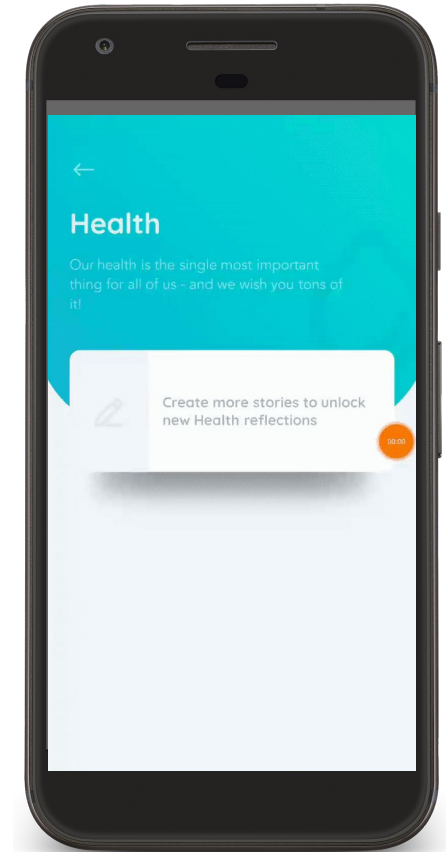 Health
Our health is the single most important
thing for all of us - and we wish you tons of
it!
Create more stories to unlock
new Health reflections
00:00